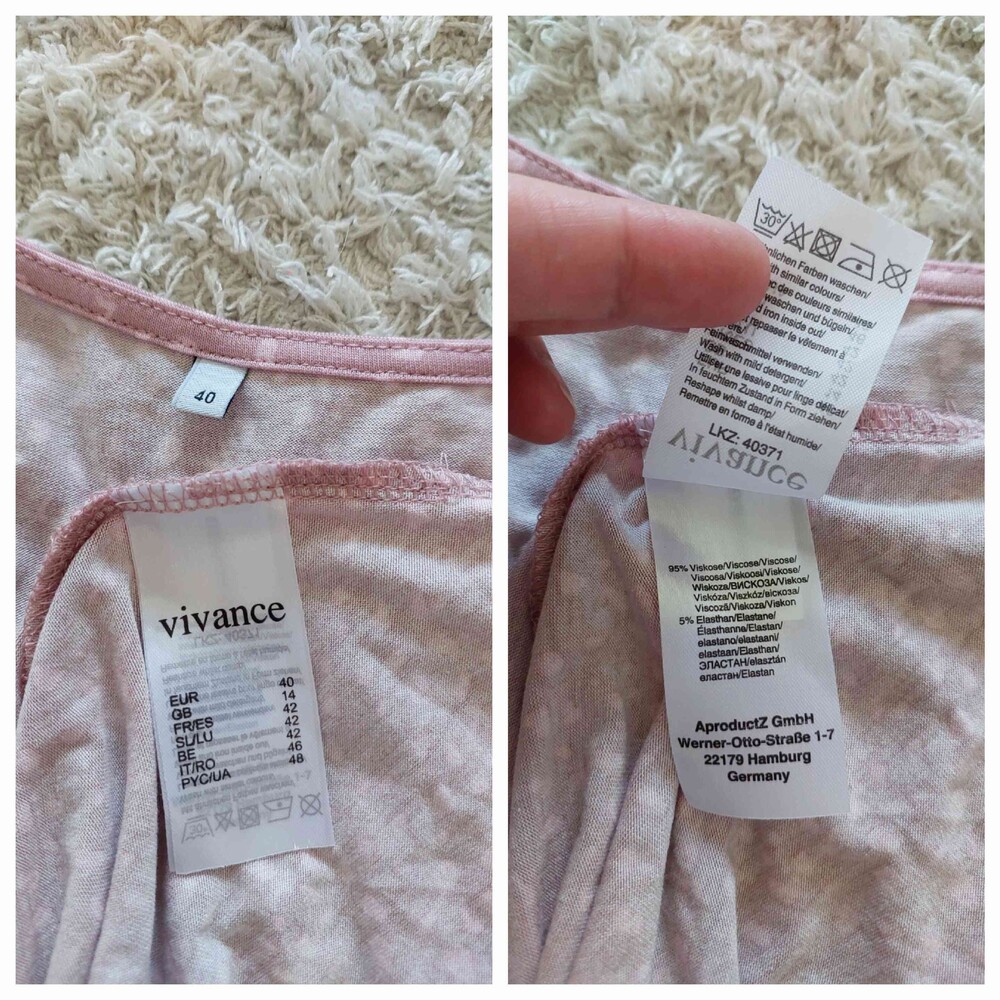 40
vivance
EUR 40
GB 14
FR/ES 42
SL/LU 42
BE 42
IT/RO 46
PYC/UA 48
30°
Farben waschen/
similar colours/
des couleurs similaires/
waschen und bügeln/
iron inside out/
repasser le vêtement à
Feinwaschmittel verwenden/
Wash with mild detergent/
Utiliser une lessive pour linge délicat/
In feuchtem Zustand in Form ziehen/
Reshape whilst damp/
Remettre en forme à l'état humide/
LKZ: 40371
95% Viskose/Viscose/Viscose/
Viscosa/Viskoosi/Viskose/
Wiskoza/ВИСКОЗА/Viskos/
Viskóza/Viszkóz/віскоза/
Viscoză/Viskoza/Viskon
5% Elasthan/Elastane/
Élasthanne/Elastan/
elastano/elastaani/
elastaan/Elasthan/
ЭЛАСТАН/elasztán
еластан/Elastan
AproductZ GmbH
Werner-Otto-Straße 1-7
22179 Hamburg
Germany